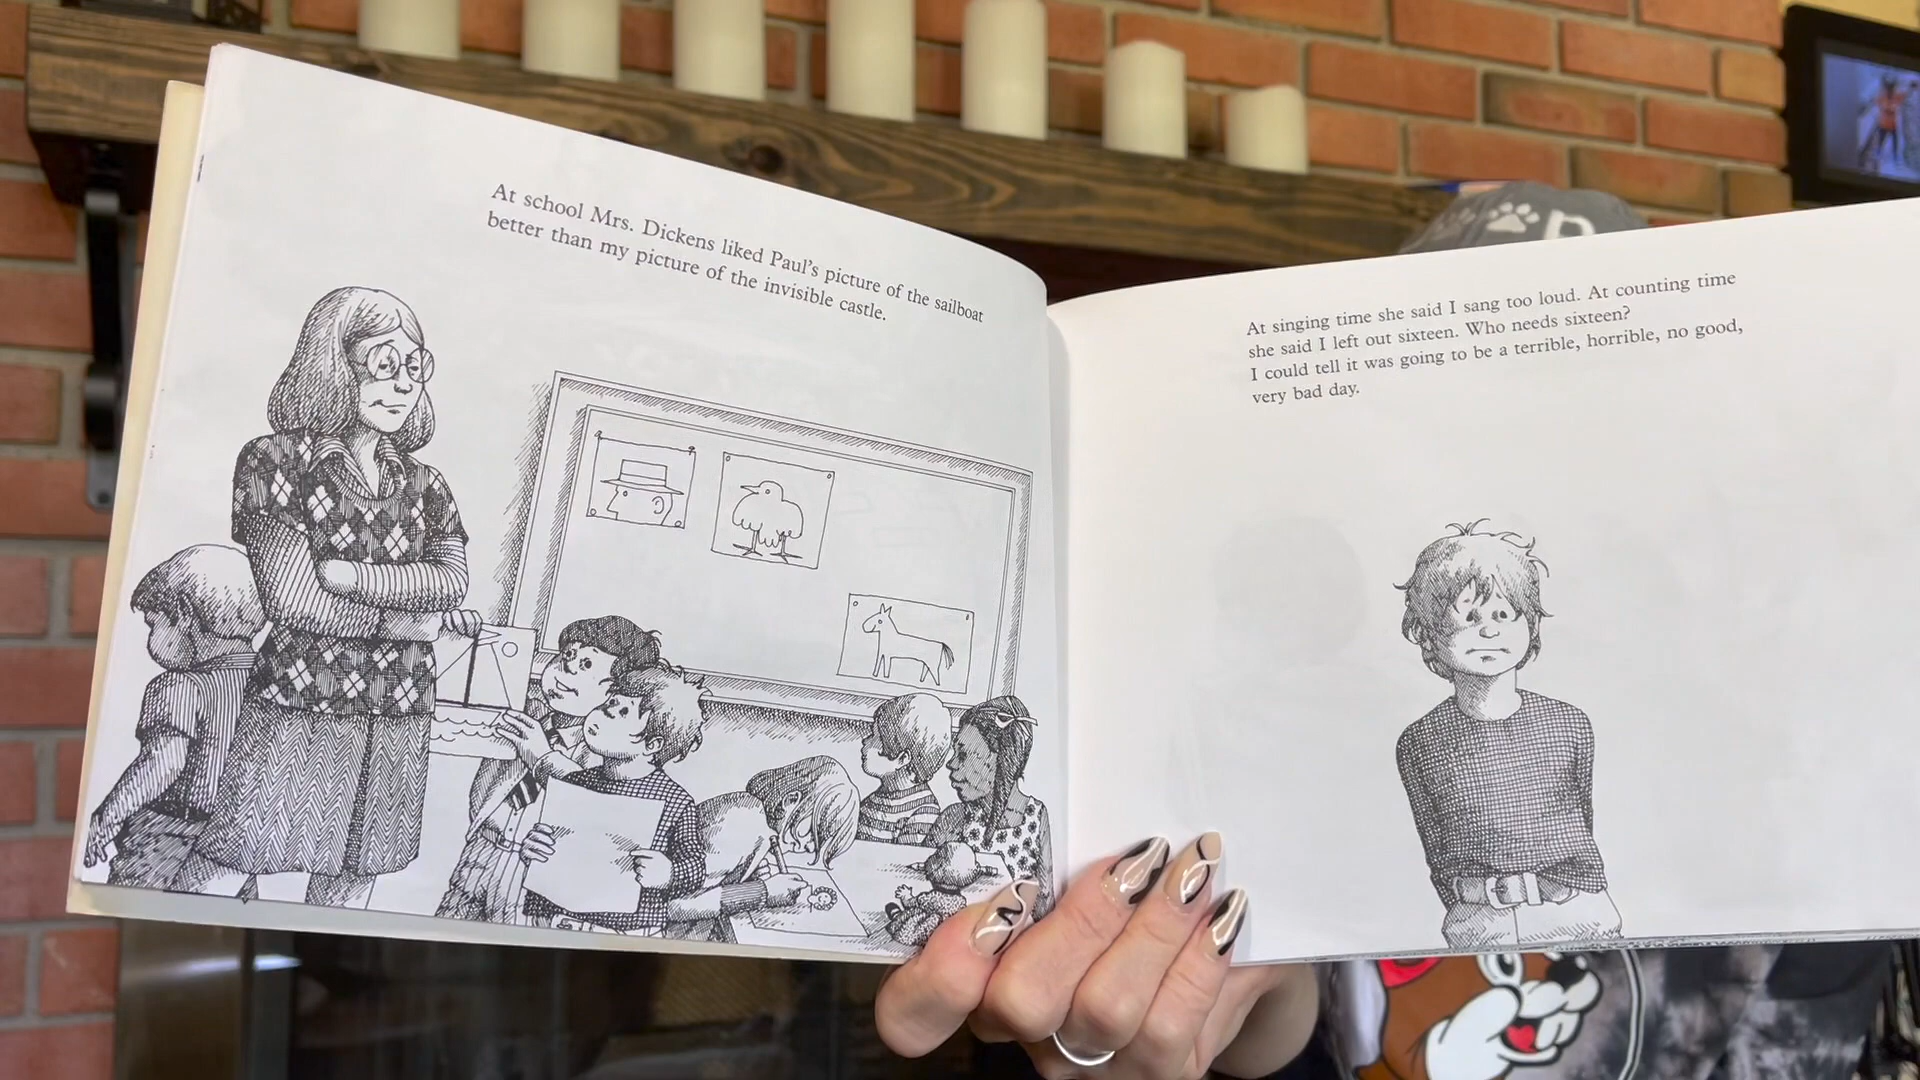 At school Mrs. Dickens liked Paul's picture of the sailboat
better than my picture of the invisible castle.
At singing time she said I sang too loud. At counting time
she said I left out sixteen. Who needs sixteen?
I could tell it was going to be a terrible, horrible, no good,
very bad day.